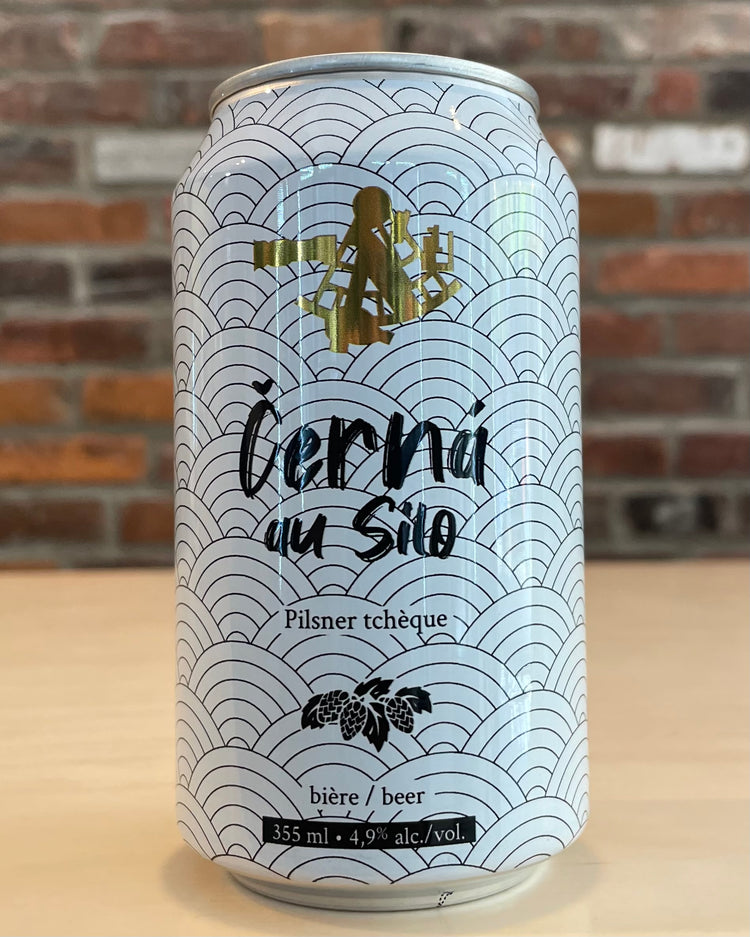 Černá
au Silo
Pilsner tchèque
bière / beer
355 ml • 4,9% alc./vol.